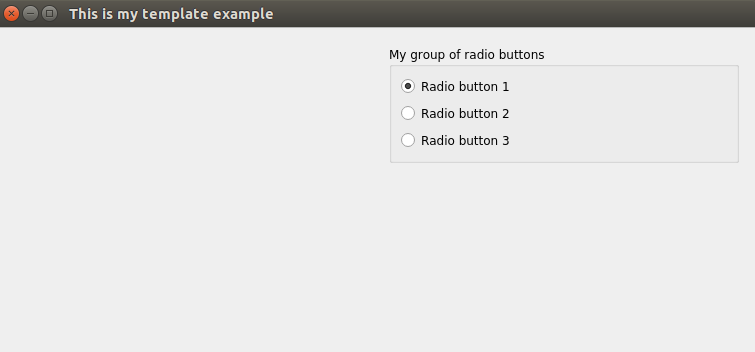 This is my template example
My group of radio buttons
Radio button 1
Radio button 2
Radio button 3